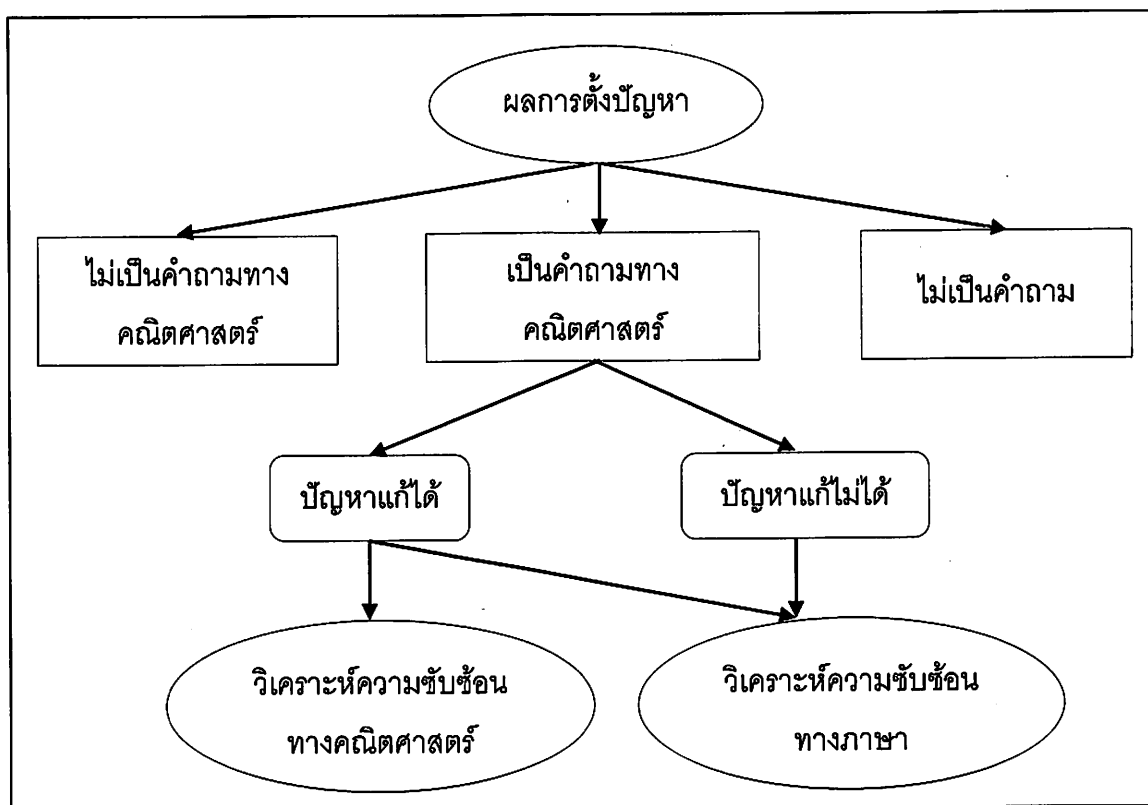 ผลการตั้งปัญหา
ไม่เป็นคำถามทาง
คณิตศาสตร์
เป็นคำถามทาง
คณิตศาสตร์
ไม่เป็นคำถาม
ปัญหาแก้ได้
ปัญหาแก้ไม่ได้
วิเคราะห์ความซับซ้อน
ทางคณิตศาสตร์
วิเคราะห์ความซับซ้อน
ทางภาษา